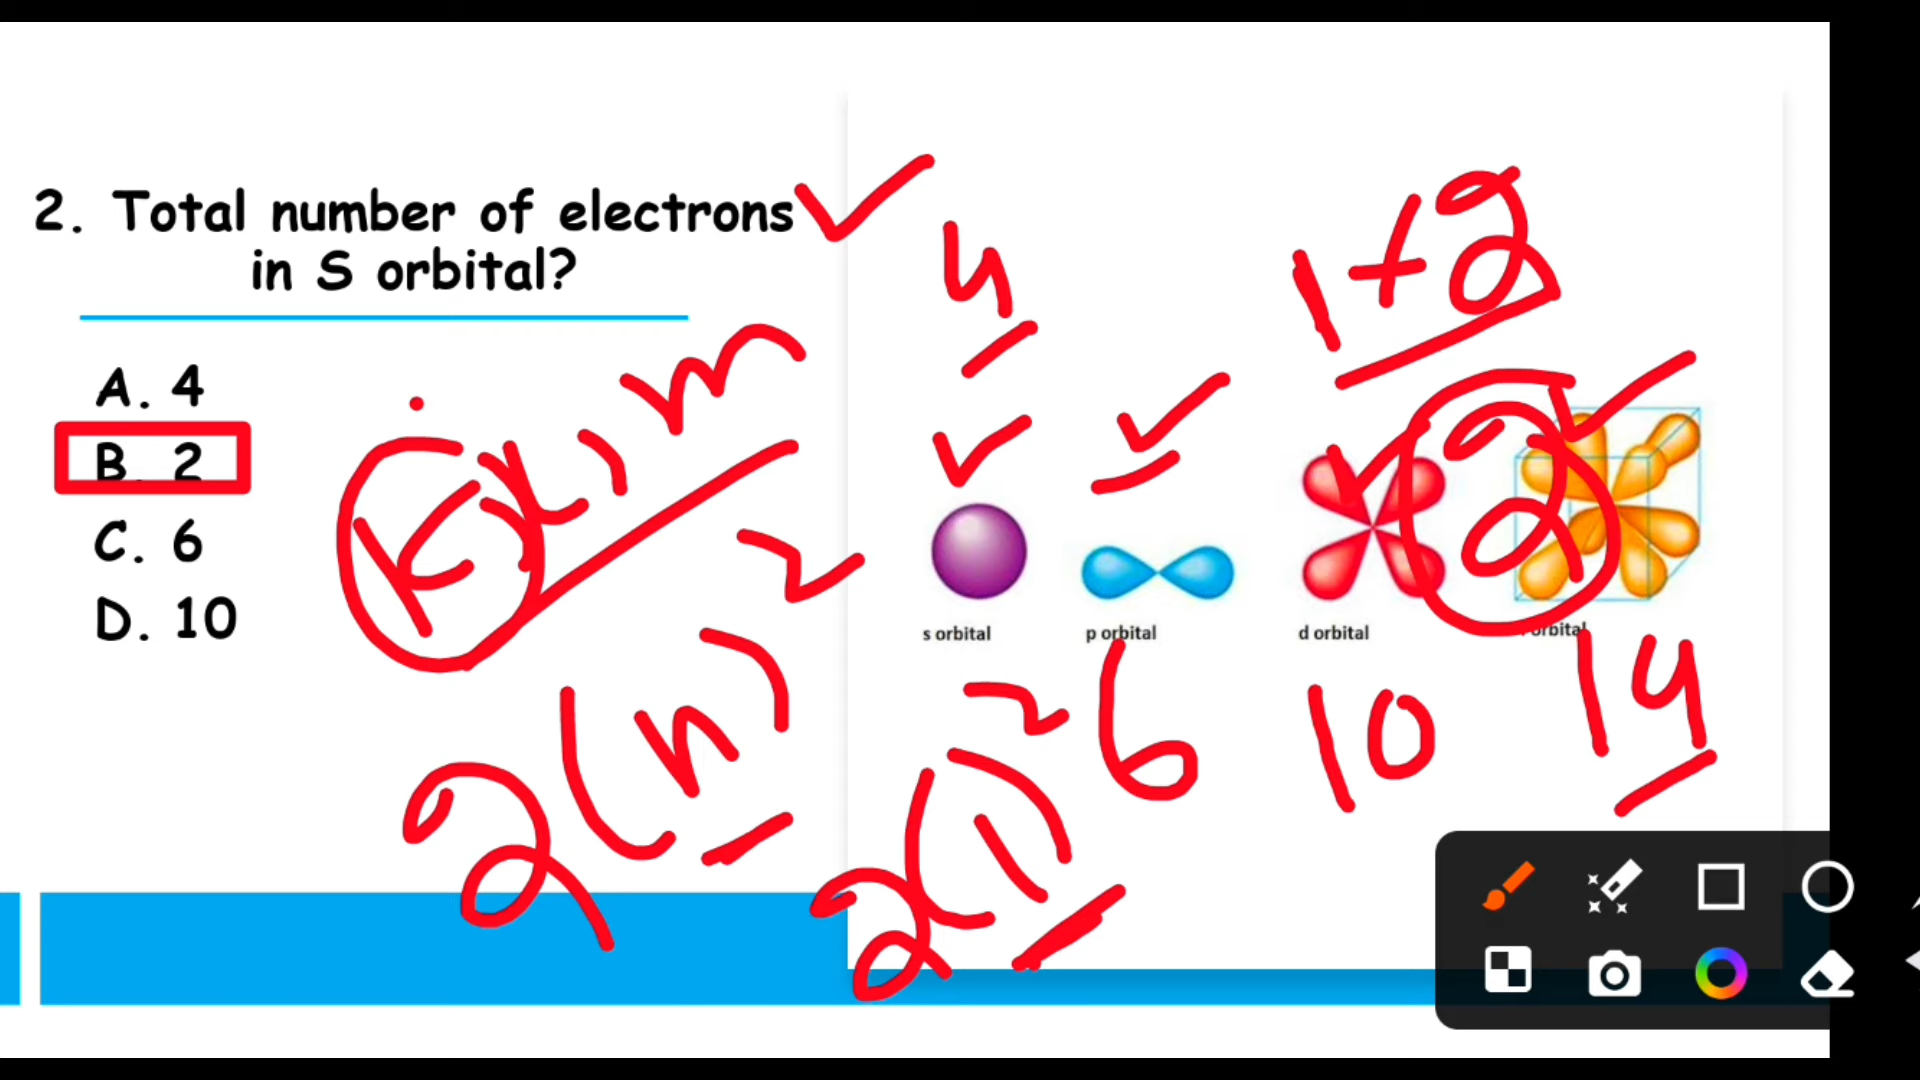 2. Total number of electrons
in S orbital?
A. 4
B. 2
C. 6
D. 10
K, L, M
2(n)2
4
1+2
2
s orbital
p orbital
d orbital
orbital
2(1)2
6
10
14